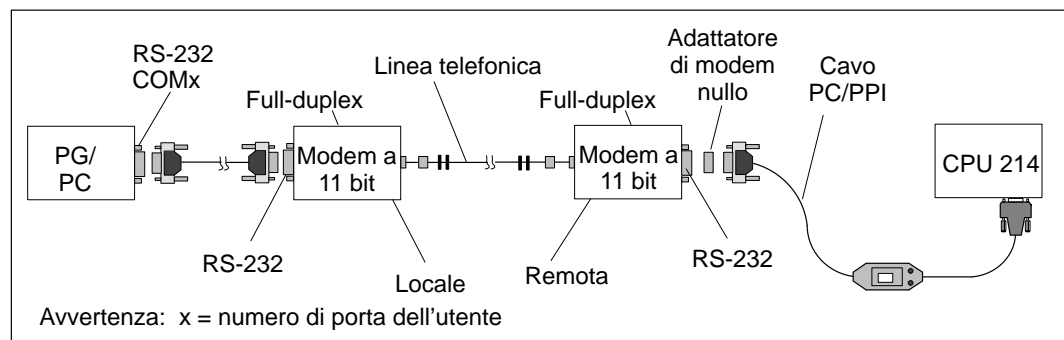 RS-232
COMx
Full-duplex
Linea telefonica
Full-duplex
Adattatore
di modem
nullo
Cavo
PC/PPI
PG/
PC
Modem a
11 bit
Modem a
11 bit
CPU 214
RS-232
Locale
Remota
RS-232
Avvertenza: x = numero di porta dell'utente